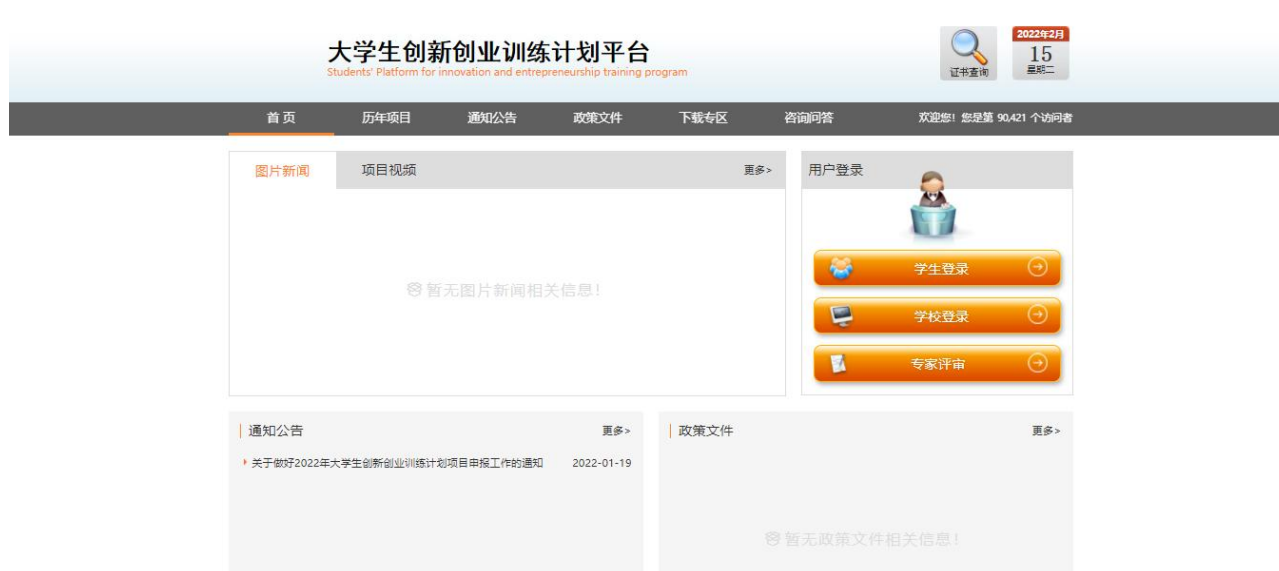 大学生创新创业训练计划平台
Students' Platform for innovation and entrepreneurship training program
证书查询
2022年2月
15
星期二
首页 历年项目 通知公告 政策文件 下载专区 咨询问答 欢迎您! 您是第 90,421 个访问者
图片新闻 项目视频 更多>
用户登录
暂无图片新闻相关信息!
学生登录
学校登录
专家评审
通知公告 更多>
关于做好2022年大学生创新创业训练计划项目申报工作的通知 2022-01-19
政策文件 更多>
暂无政策文件相关信息!